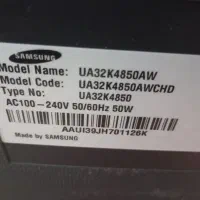 SAMSUNG
Model Name: UA32K4850AW
Model Code: UA32K4850AWCHD
Type No: UA32K4850
AC100~240V 50/60Hz 50W
AAUI39JH701126K
Made by SAMSUNG